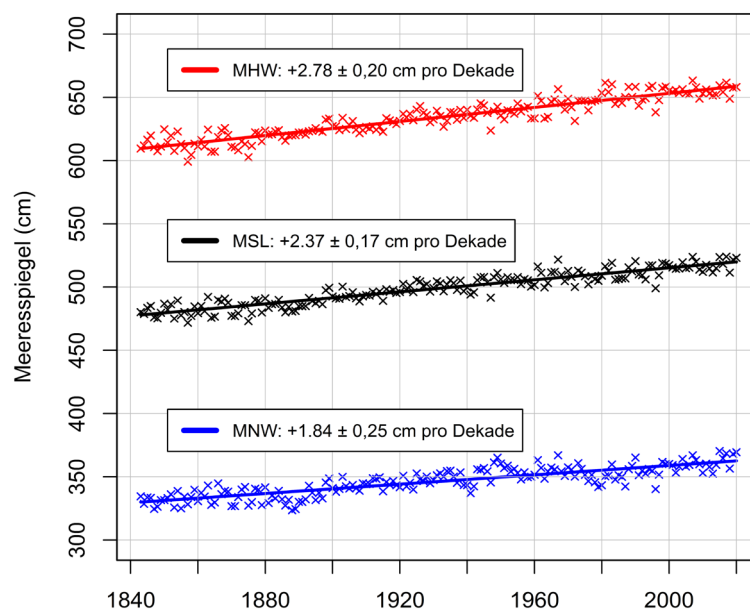 700
650
600
550
500
450
400
350
300
Meeresspiegel (cm)
MHW: +2.78 ± 0,20 cm pro Dekade
MSL: +2.37 ± 0,17 cm pro Dekade
MNW: +1.84 ± 0,25 cm pro Dekade
1840 1880 1920 1960 2000